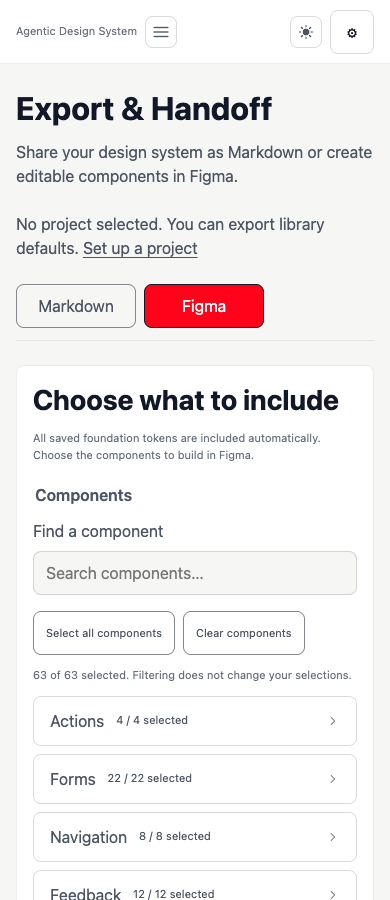 Agentic Design System
Export & Handoff
Share your design system as Markdown or create
editable components in Figma.
No project selected. You can export library
defaults. Set up a project
Markdown
Figma
Choose what to include
All saved foundation tokens are included automatically.
Choose the components to build in Figma.
Components
Find a component
Search components...
Select all components
Clear components
63 of 63 selected. Filtering does not change your selections.
Actions 4 / 4 selected
Forms 22 / 22 selected
Navigation 8 / 8 selected
Feedback 12 / 12 selected